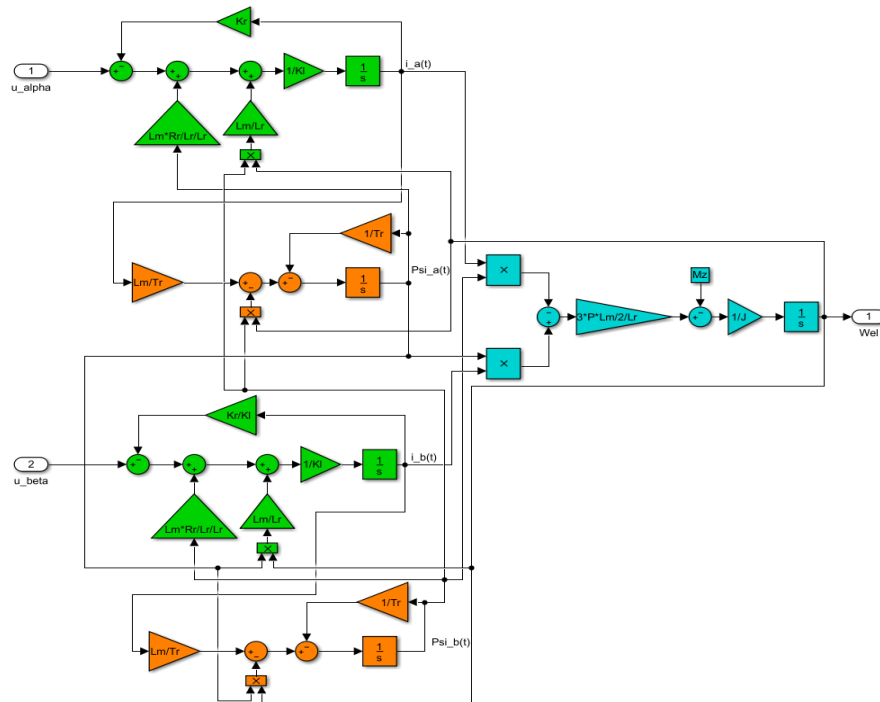 Kr
1
u_alpha
1/Kl
1
s
i_a(t)
Lm*Rr/Lr/Lr
Lm/Lr
1/Tr
Psi_a(t)
Lm/Tr
1
s
Mz
3*P*Lm/2/Lr
1/J
1
s
1
Wel
Kr/Kl
2
u_beta
1/Kl
1
s
i_b(t)
Lm*Rr/Lr/Lr
Lm/Lr
1/Tr
Psi_b(t)
Lm/Tr
1
s